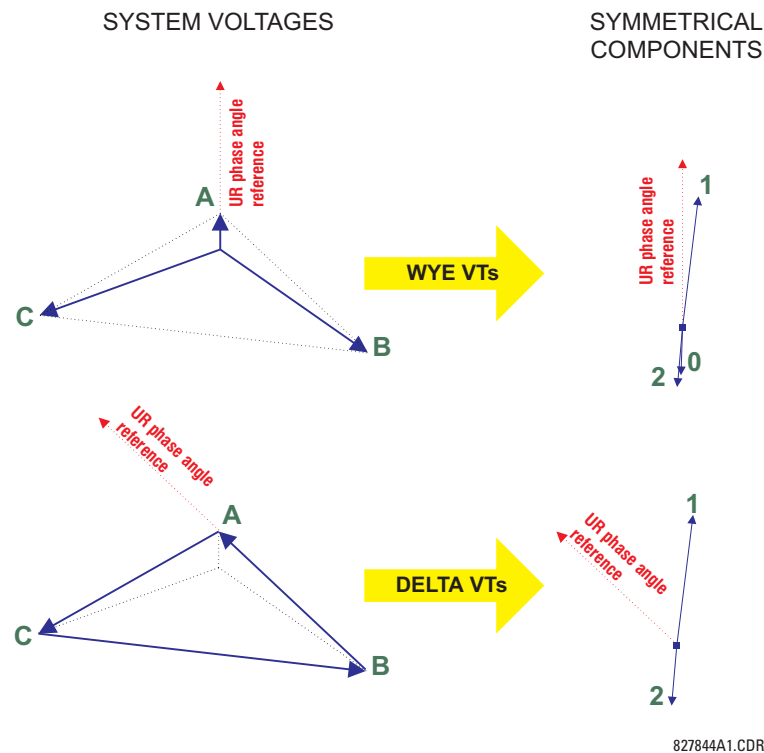 SYSTEM VOLTAGES
SYMMETRICAL
COMPONENTS
UR phase angle
reference
A
C
B
WYE VTs
UR phase angle
reference
1
2
0
UR phase angle
reference
A
C
B
DELTA VTs
UR phase angle
reference
1
2
827844A1.CDR